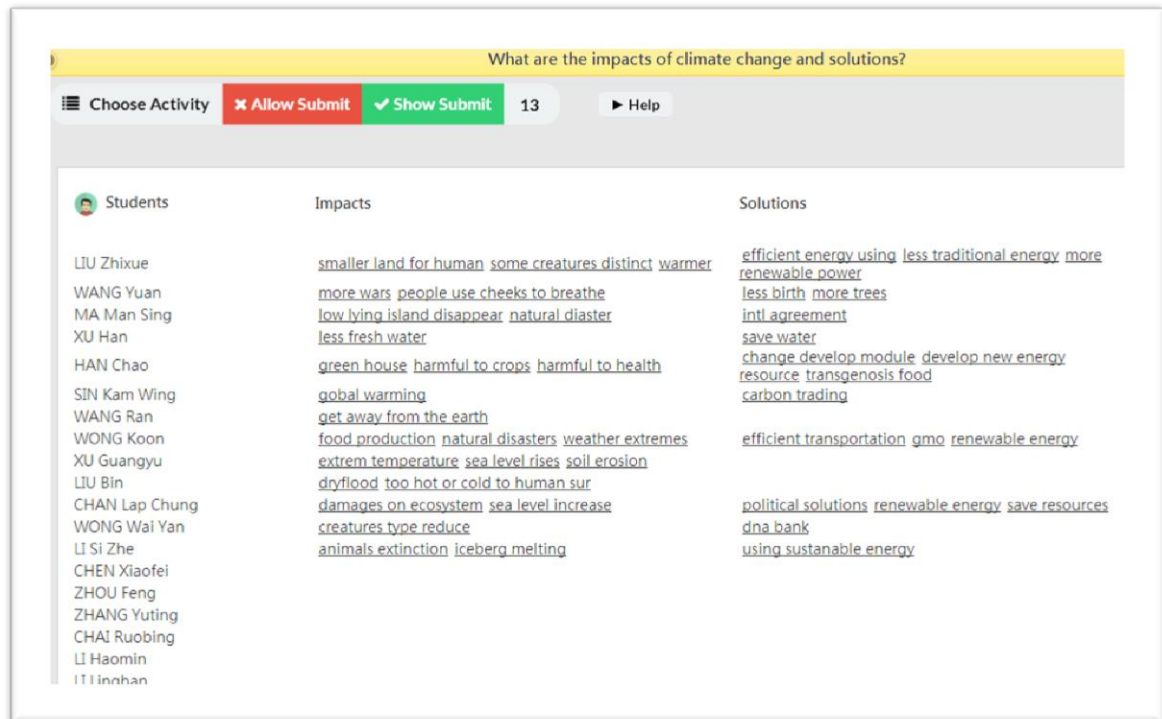 What are the impacts of climate change and solutions?
Choose Activity Allow Submit Show Submit 13 Help
Students Impacts Solutions
LIU Zhixue smaller land for human some creatures distinct warmer efficient energy using less traditional energy more
renewable power
WANG Yuan more wars people use cheeks to breathe less birth more trees
MA Man Sing low lying island disappear natural diaster intl agreement
XU Han less fresh water save water
HAN Chao green house harmful to crops harmful to health change develop module develop new energy
resource transgenosis food
SIN Kam Wing gobal warming carbon trading
WANG Ran get away from the earth
WONG Koon food production natural disasters weather extremes efficient transportation gmo renewable energy
XU Guangyu extrem temperature sea level rises soil erosion
LIU Bin dryflood too hot or cold to human sur
CHAN Lap Chung damages on ecosystem sea level increase political solutions renewable energy save resources
WONG Wai Yan creatures type reduce dna bank
LI Si Zhe animals extinction iceberg melting using sustanable energy
CHEN Xiaofei
ZHOU Feng
ZHANG Yuting
CHAI Ruobing
LI Haomin
LI Linghan